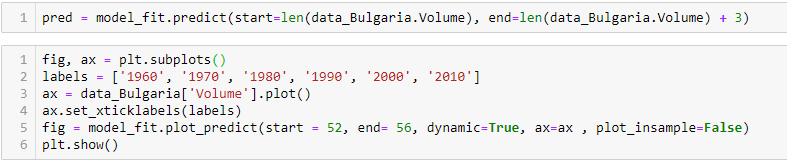 1 pred = model_fit.predict(start=len(data_Bulgaria.Volume), end=len(data_Bulgaria.Volume) + 3)
1 fig, ax = plt.subplots()
2 labels = ['1960', '1970', '1980', '1990', '2000', '2010']
3 ax = data_Bulgaria['Volume'].plot()
4 ax.set_xticklabels(labels)
5 fig = model_fit.plot_predict(start = 52, end= 56, dynamic=True, ax=ax , plot_insample=False)
6 plt.show()